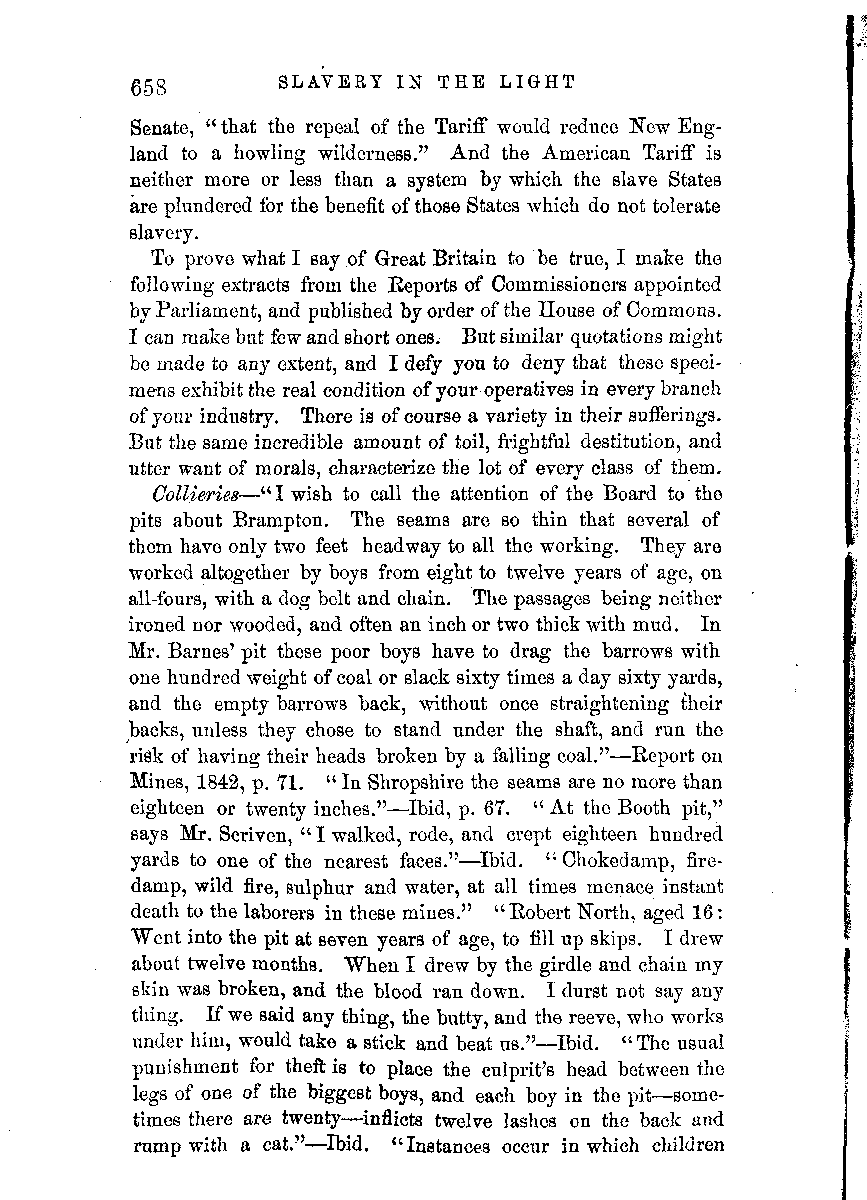 658 SLAVERY IN THE LIGHT
Senate, “that the repeal of the Tariff would reduce New Eng-
land to a howling wilderness.” And the American Tariff is
neither more or less than a system by which the slave States
are plundered for the benefit of those States which do not tolerate
slavery.
To prove what I say of Great Britain to be true, I make the
following extracts from the Reports of Commissioners appointed
by Parliament, and published by order of the House of Commons.
I can make but few and short ones. But similar quotations might
be made to any extent, and I defy you to deny that these speci-
mens exhibit the real condition of your operatives in every branch
of your industry. There is of course a variety in their sufferings.
But the same incredible amount of toil, frightful destitution, and
utter want of morals, characterize the lot of every class of them.
Collieries—“I wish to call the attention of the Board to the
pits about Brampton. The seams are so thin that several of
them have only two feet headway to all the working. They are
worked altogether by boys from eight to twelve years of age, on
all-fours, with a dog belt and chain. The passages being neither
ironed nor wooded, and often an inch or two thick with mud. In
Mr. Barnes’ pit these poor boys have to drag the barrows with
one hundred weight of coal or slack sixty times a day sixty yards,
and the empty barrows back, without once straightening their
backs, unless they chose to stand under the shaft, and run the
risk of having their heads broken by a falling coal.”—Report on
Mines, 1842, p. 71. “In Shropshire the seams are no more than
eighteen or twenty inches.”—Ibid, p. 67. “At the Booth pit,”
says Mr. Scriven, “I walked, rode, and crept eighteen hundred
yards to one of the nearest faces.”—Ibid. “Chokedamp, fire-
damp, wild fire, sulphur and water, at all times menace instant
death to the laborers in these mines.” “Robert North, aged 16:
Went into the pit at seven years of age, to fill up skips. I drew
about twelve months. When I drew by the girdle and chain my
skin was broken, and the blood ran down. I durst not say any
thing. If we said any thing, the butty, and the reeve, who works
under him, would take a stick and beat us.”—Ibid. “The usual
punishment for theft is to place the culprit’s head between the
legs of one of the biggest boys, and each boy in the pit—some-
times there are twenty—inflicts twelve lashes on the back and
rump with a cat.”—Ibid. “Instances occur in which children